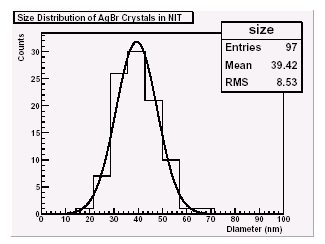 Size Distribution of AgBr Crystals in NIT
size
Entries 97
Mean 39.42
RMS 8.53
Counts
30
25
20
15
10
5
0
0 10 20 30 40 50 60 70 80 90 100
Diameter (nm)